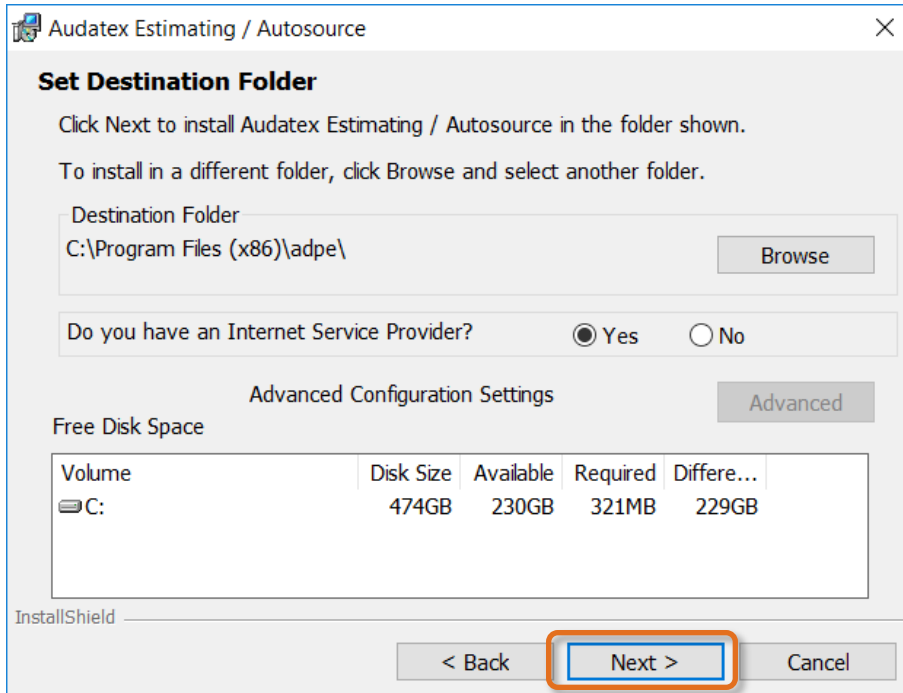 Audatex Estimating / Autosource
Set Destination Folder
Click Next to install Audatex Estimating / Autosource in the folder shown.
To install in a different folder, click Browse and select another folder.
Destination Folder
C:\Program Files (x86)\adpe\
Browse
Do you have an Internet Service Provider? Yes No
Advanced Configuration Settings
Advanced
Free Disk Space
Volume Disk Size Available Required Differe...
C: 474GB 230GB 321MB 229GB
InstallShield
< Back Next > Cancel